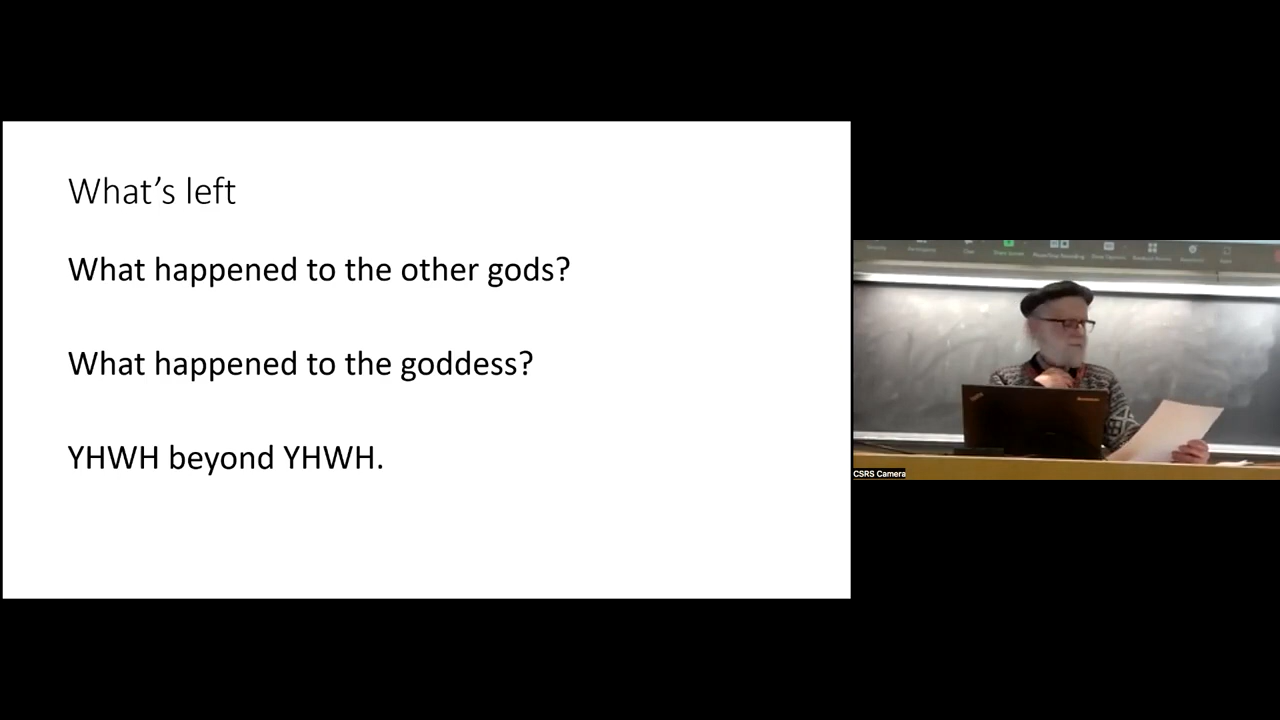 What’s left
What happened to the other gods?
What happened to the goddess?
YHWH beyond YHWH.
CSRS Camera